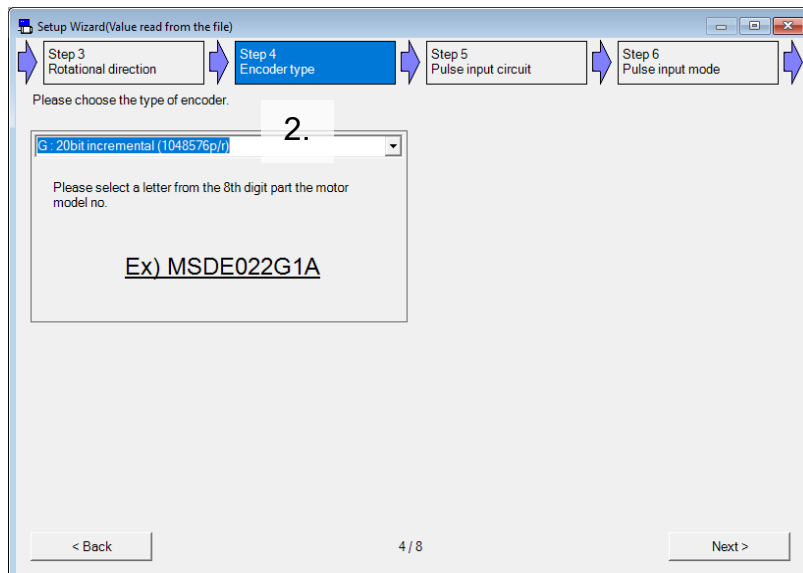 Setup Wizard(Value read from the file)
Step 3
Rotational direction
Step 4
Encoder type
Step 5
Pulse input circuit
Step 6
Pulse input mode
Please choose the type of encoder.
2.
G : 20bit incremental (1048576p/r)
Please select a letter from the 8th digit part the motor
model no.
Ex) MSDE022G1A
< Back
4 / 8
Next >